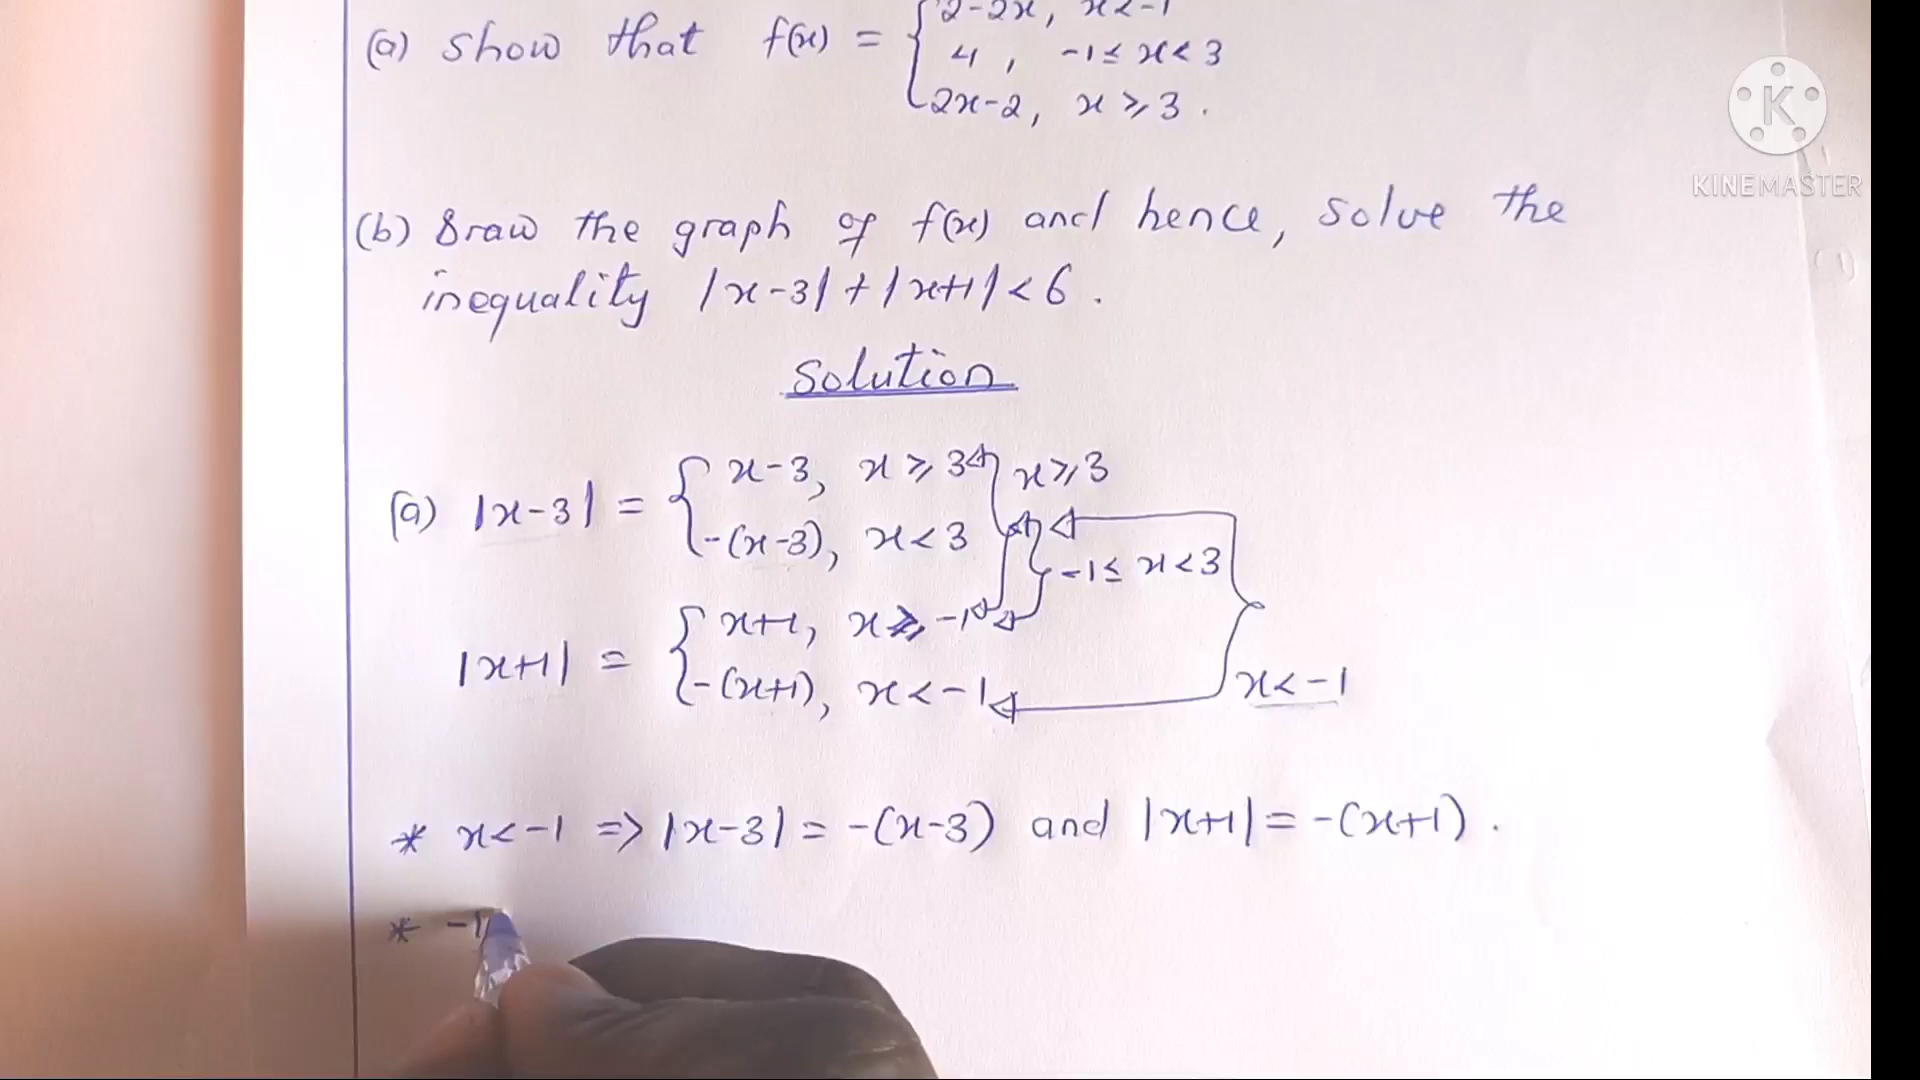 (a) show that f(x) = { 2-2x, x<-1
4, -1≤x<3
2x-2, x≥3.
K
KINEMASTER
(b) Draw the graph of f(x) and hence, solve the
inequality |x-3|+|x+1|<6.
Solution
(a) |x-3| = { x-3, x≥3 x≥3
-(x-3), x<3
-1≤x<3
|x+1| = { x+1, x≥-1
-(x+1), x<-1 x<-1
* x<-1 => |x-3| = -(x-3) and |x+1| = -(x+1).
* -1